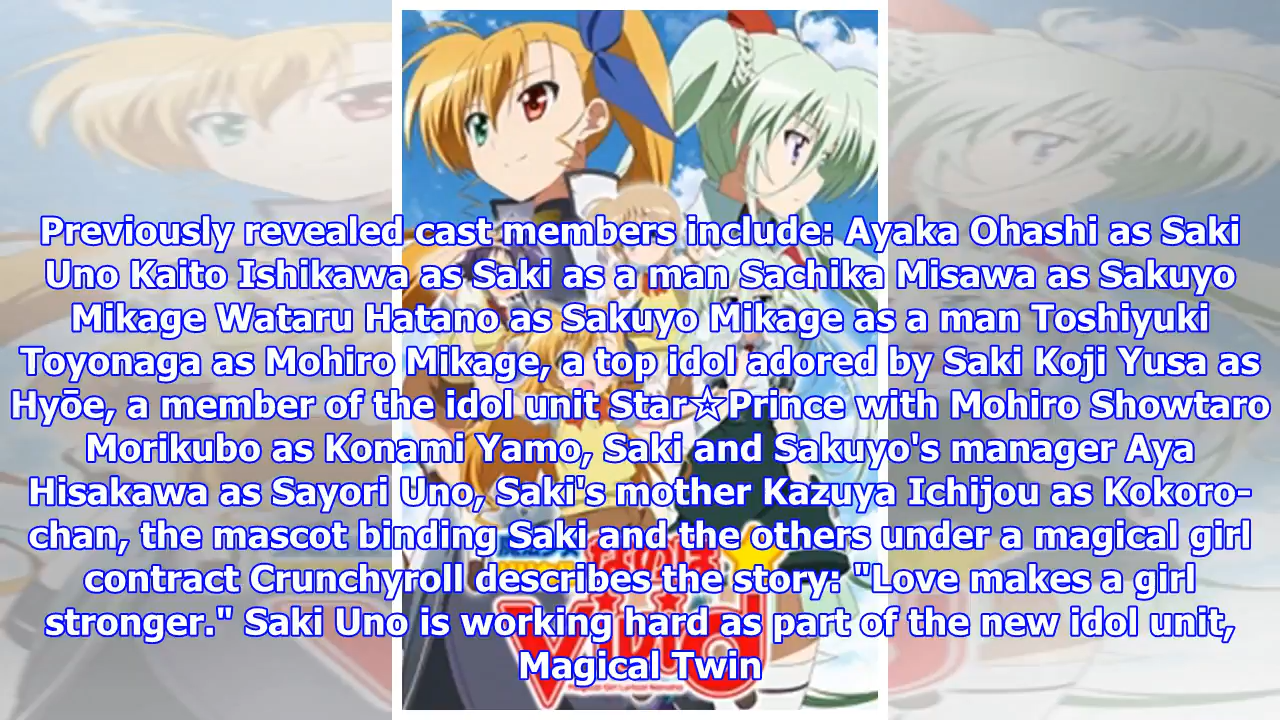 Previously revealed cast members include: Ayaka Ohashi as Saki
Uno Kaito Ishikawa as Saki as a man Sachika Misawa as Sakuyo
Mikage Wataru Hatano as Sakuyo Mikage as a man Toshiyuki
Toyonaga as Mohiro Mikage, a top idol adored by Saki Koji Yusa as
Hyōe, a member of the idol unit Star☆Prince with Mohiro Showtaro
Morikubo as Konami Yamo, Saki and Sakuyo's manager Aya
Hisakawa as Sayori Uno, Saki's mother Kazuya Ichijou as Kokoro-
chan, the mascot binding Saki and the others under a magical girl
contract Crunchyroll describes the story: "Love makes a girl
stronger." Saki Uno is working hard as part of the new idol unit,
Magical Twin
ViVid